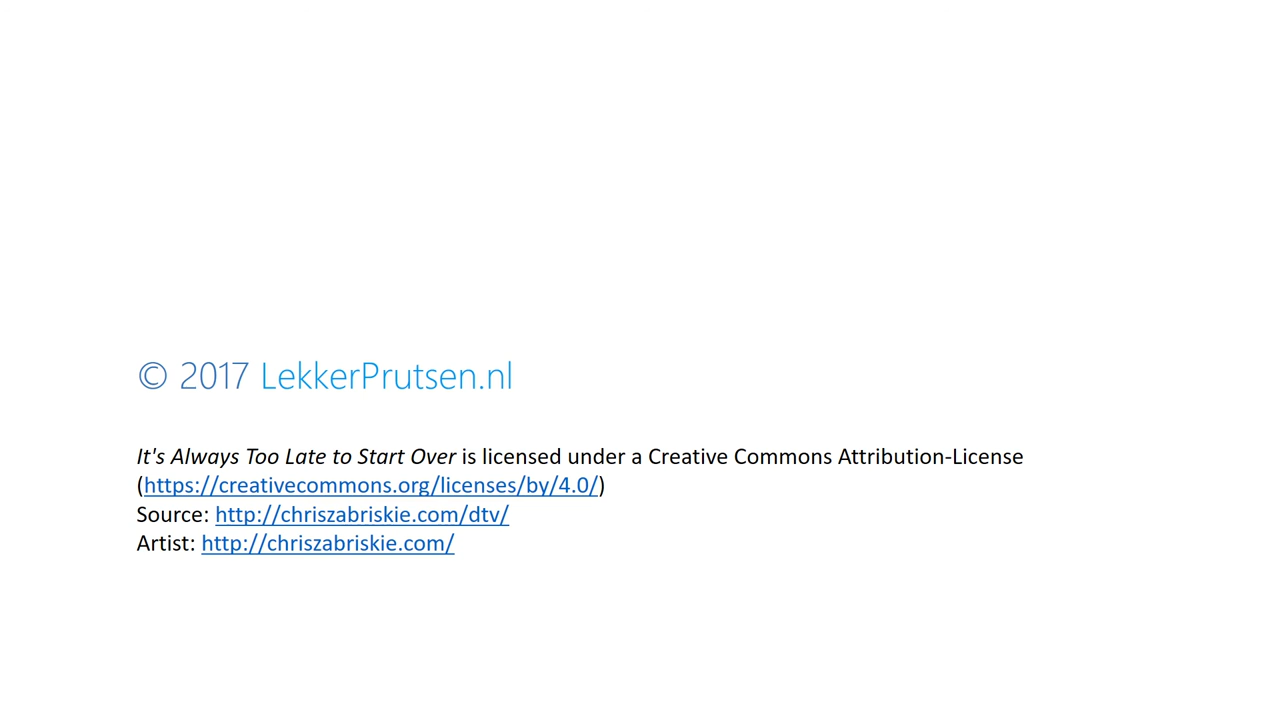 © 2017 LekkerPrutsen.nl
It's Always Too Late to Start Over is licensed under a Creative Commons Attribution-License
(https://creativecommons.org/licenses/by/4.0/)
Source: http://chriszabriskie.com/dtv/
Artist: http://chriszabriskie.com/